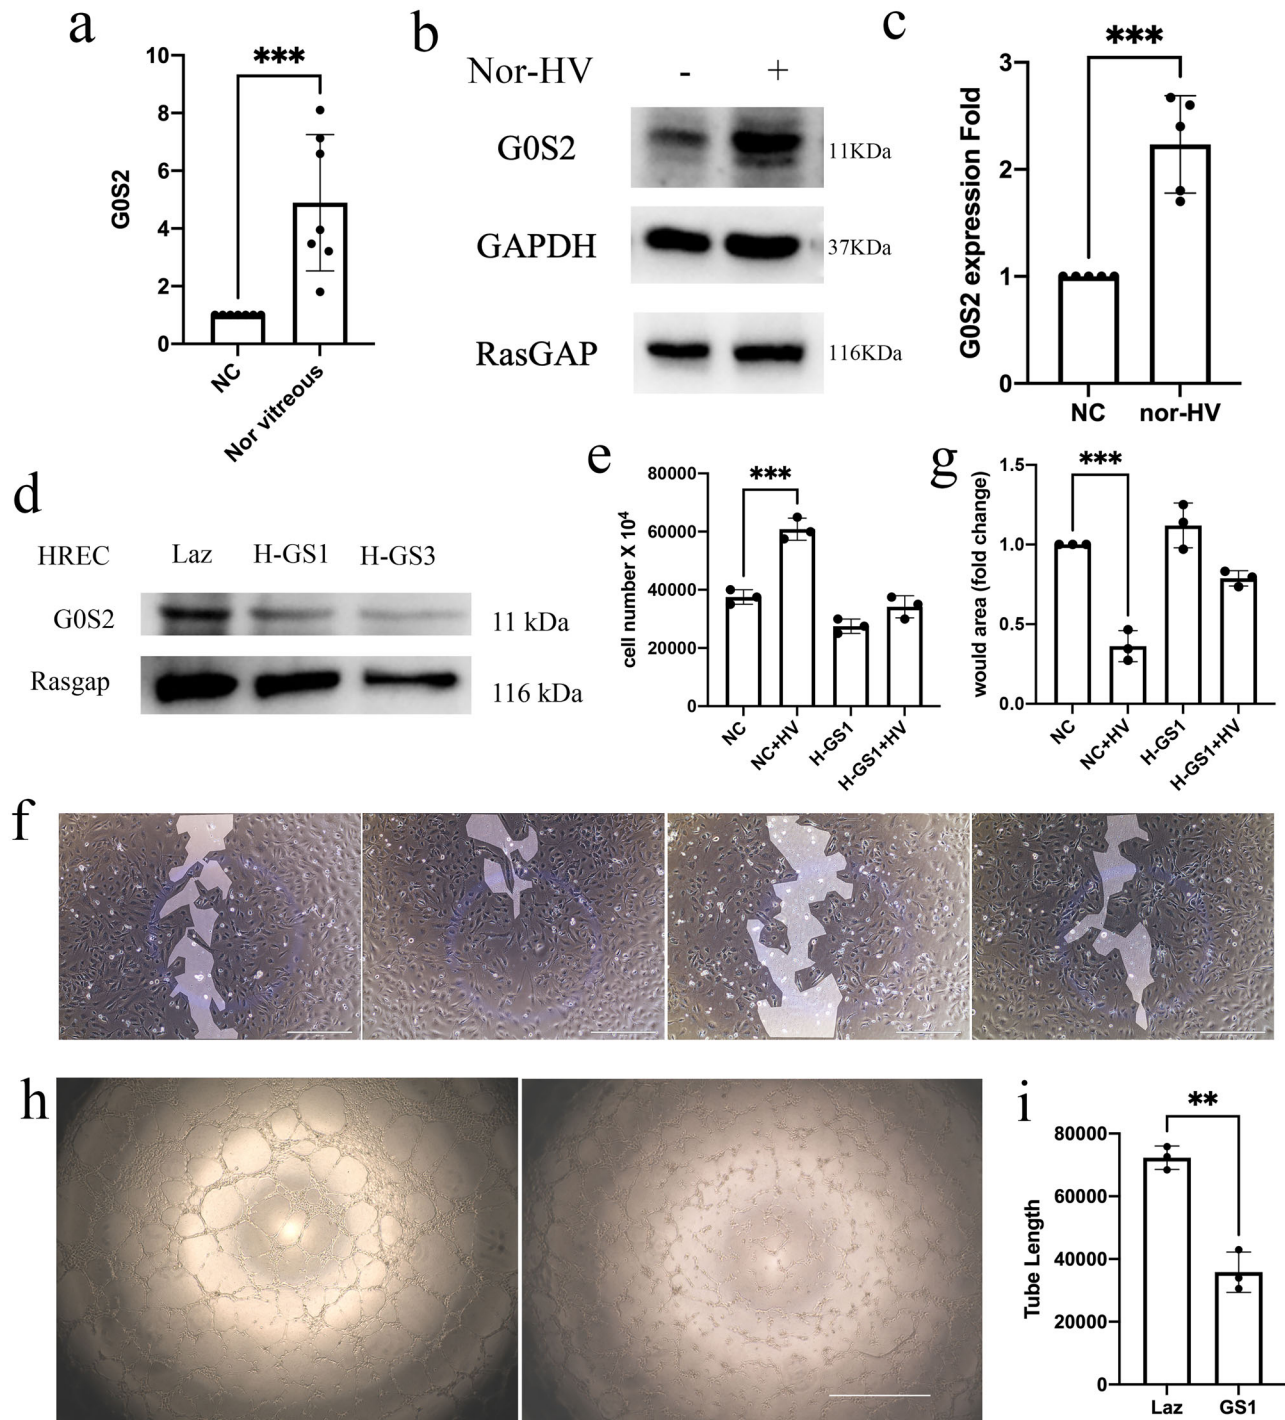 a
***
10
8
6
4
2
0
G0S2
NC
Nor vitreous
b
Nor-HV - +
G0S2
11KDa
GAPDH
37KDa
RasGAP
116KDa
c
***
3
2
1
0
G0S2 expression Fold
NC nor-HV
d
HREC Laz H-GS1 H-GS3
G0S2
11 kDa
Rasgap
116 kDa
e
***
80000
60000
40000
20000
0
cell number X 10⁴
NC
NC+HV
H-GS1
H-GS1+HV
g
***
1.5
1.0
0.5
0.0
would area (fold change)
NC
NC+HV
H-GS1
H-GS1+HV
f
h
i
**
80000
60000
40000
20000
0
Tube Length
Laz GS1